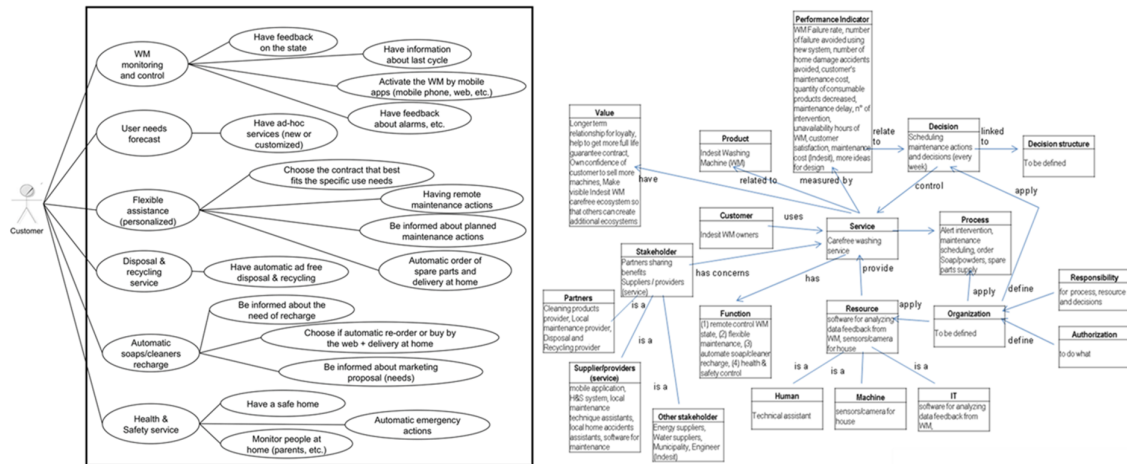 Customer
WM
monitoring
and control
Have feedback
on the state
Have information
about last cycle
Activate the WM by mobile
apps (mobile phone, web, etc.)
Have feedback
about alarms, etc.
User needs
forecast
Have ad-hoc
services (new or
customized)
Flexible
assistance
(personalized)
Choose the contract that best
fits the specific use needs
Having remote
maintenance actions
Be informed about planned
maintenance actions
Automatic order of
spare parts and
delivery at home
Disposal &
recycling
service
Have automatic ad free
disposal & recycling
Automatic
soaps/cleaners
recharge
Be informed about the
need of recharge
Choose if automatic re-order or buy by
the web + delivery at home
Be informed about marketing
proposal (needs)
Health &
Safety service
Have a safe home
Automatic emergency
actions
Monitor people at
home (parents, etc.)
Performance Indicator
WM Failure rate, number
of failure avoided using
new system, number of
home damage accidents
avoided, customer's
maintenance cost,
quantity of consumable
products decreased,
maintenance delay, n° of
intervention,
unavailability hours of
WM, customer
satisfaction, maintenance
cost (Indesit), more ideas
for design
Value
Longer term
relationship for loyalty,
help to get more full life
guarantee contract,
Own confidence of
customer to sell more
machines, Make
visible Indesit WM
carefree ecosystem so
that others can create
additional ecosystems
Product
Indest Washing
Machine (WM)
relate
to
Decision
Scheduling
maintenance actions
and decisions (every
week)
linked
to
Decision structure
To be defined
have
related to
measured by
control
apply
Customer
Indest WM owners
uses
Service
Carefree washing
service
Process
Alert intervention,
maintenance
scheduling, order
Soap/powders, spare
parts supply
Stakeholder
Partners sharing
benefits
Suppliers / providers
(service)
has concerns
has
provide
Partners
Cleaning products
provider, Local
maintenance provider,
Disposal and
Recycling provider
is a
Function
(1) remote control WM
state, (2) flexible
maintenance, (3)
automate soap/cleaner
recharge, (4) health &
safety control
Resource
software for analyzing
data feedback from
WM, sensors/camera
for house
apply
apply
define
Organization
To be defined
define
Responsibility
for process, resource
and decisions
Authorization
to do what
is a
Supplier/providers
(service)
mobile application,
H&S system, local
maintenance
technique assistants,
local home accidents
assistants, software for
maintenance
is a
Other stakeholder
Energy suppliers,
Water suppliers,
Municipality, Engineer
(Indest)
is a
is a
is a
Human
Technical assistant
Machine
sensors/camera for
house
IT
software for analyzing
data feedback from
WM,